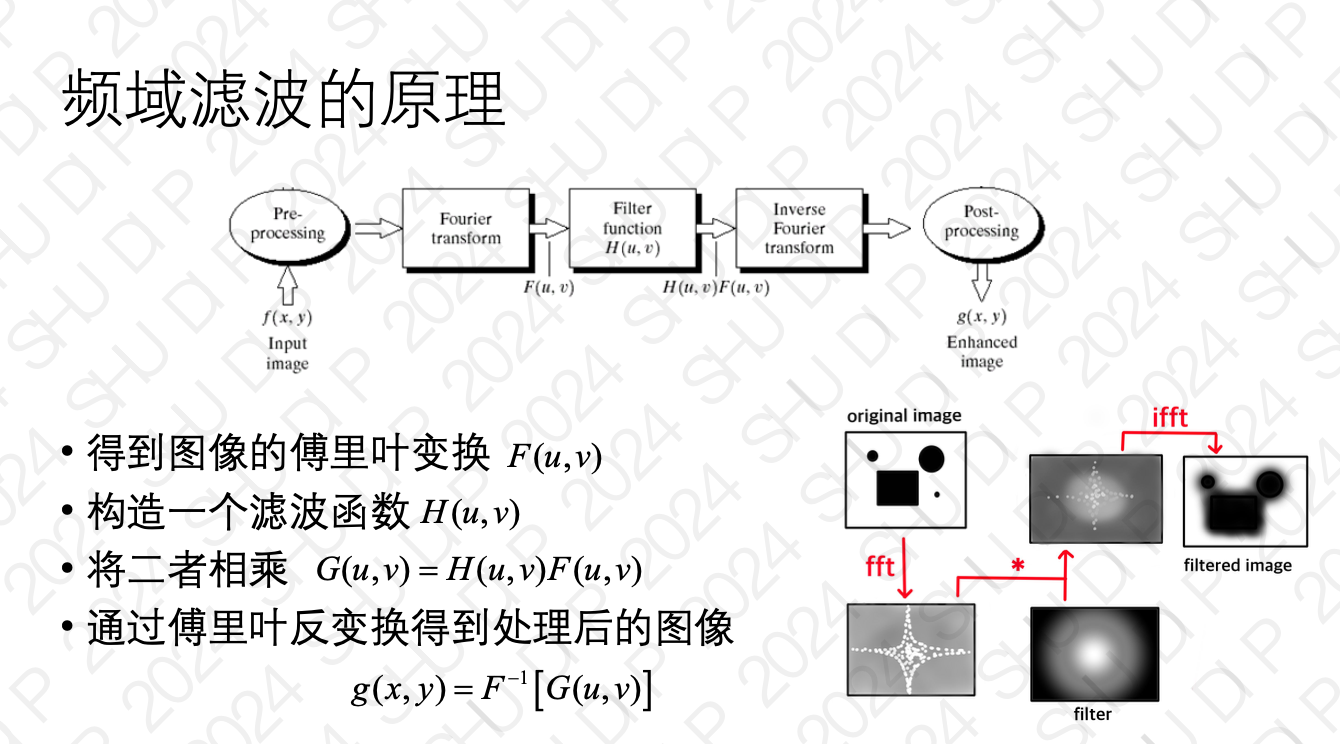 频域滤波的原理
Pre-
processing
Fourier
transform
Filter
function
H(u, v)
Inverse
Fourier
transform
Post-
processing
F(u, v)
H(u, v)F(u, v)
f(x, y)
Input
image
g(x, y)
Enhanced
image
• 得到图像的傅里叶变换 F(u,v)
• 构造一个滤波函数 H(u,v)
• 将二者相乘 G(u,v) = H(u,v)F(u,v)
• 通过傅里叶反变换得到处理后的图像
g(x, y) = F⁻¹[G(u,v)]
original image
ifft
fft
*
filtered image
filter
SHU DIP 2024